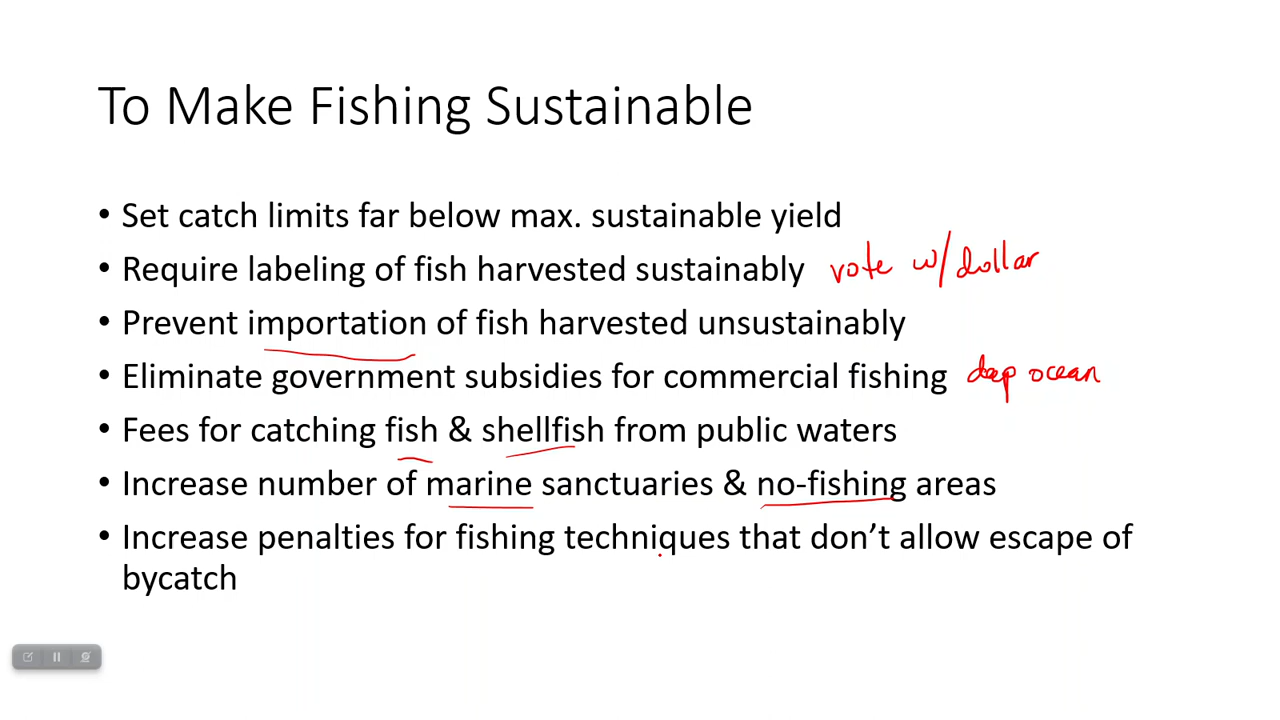 To Make Fishing Sustainable
• Set catch limits far below max. sustainable yield
• Require labeling of fish harvested sustainably vote w/dollar
• Prevent importation of fish harvested unsustainably
• Eliminate government subsidies for commercial fishing deep ocean
• Fees for catching fish & shellfish from public waters
• Increase number of marine sanctuaries & no-fishing areas
• Increase penalties for fishing techniques that don’t allow escape of
bycatch